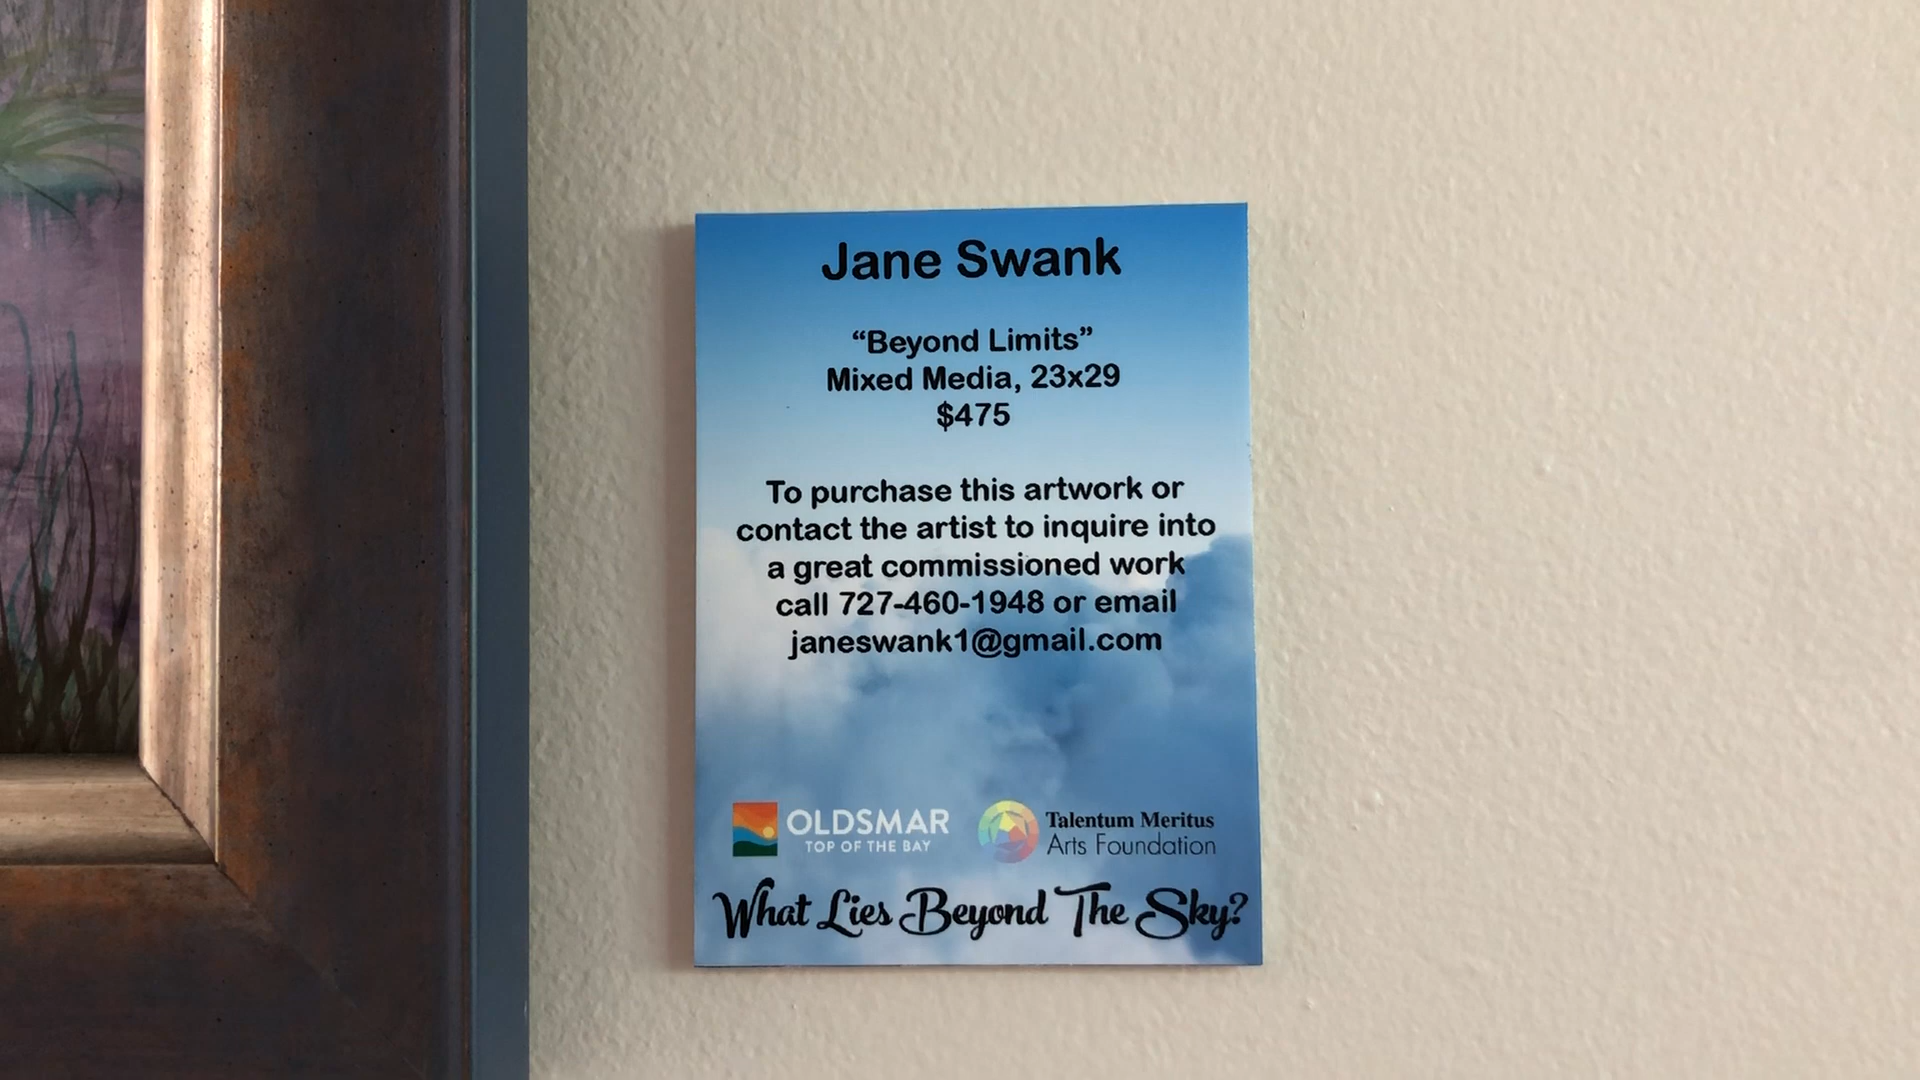 Jane Swank
“Beyond Limits”
Mixed Media, 23x29
$475
To purchase this artwork or
contact the artist to inquire into
a great commissioned work
call 727-460-1948 or email
janeswank1@gmail.com
OLDSMAR
TOP OF THE BAY
Talentum Meritus
Arts Foundation
What Lies Beyond The Sky?